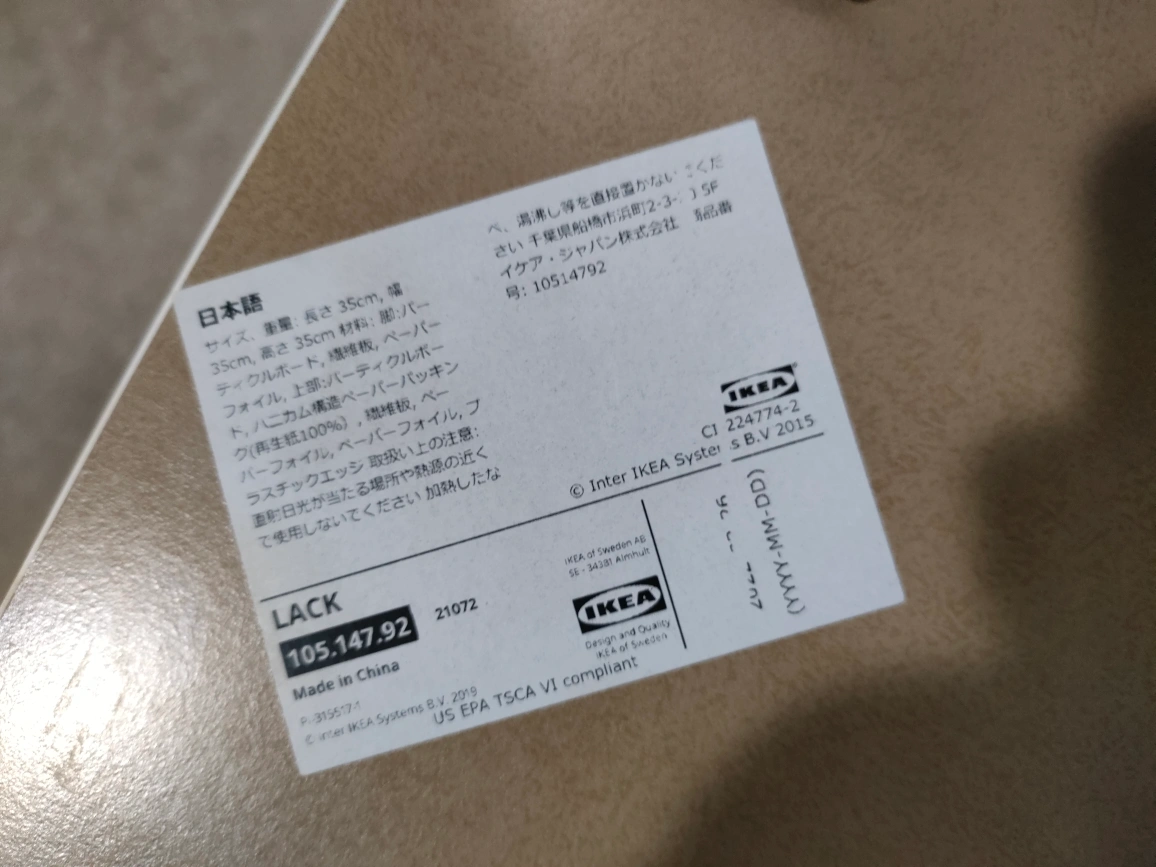 日本語
サイズ、重量: 長さ 35cm, 幅
35cm, 高さ 35cm 材料: 脚:パー
ティクルボード, 繊維板, ペーパー
フォイル, 上部:パーティクルボー
ド, ハニカム構造ペーパーパッキン
グ(再生紙100%) , 繊維板, ペー
パーフォイル, ペーパーフォイル, プ
ラスチックエッジ 取扱い上の注意:
直射日光が当たる場所や熱源の近く
で使用しないでください 加熱したな
べ、湯沸し等を直接置かない くだ
さい 千葉県船橋市浜町2-3- 5F
イケア・ジャパン株式会社 品番
号: 10514792
IKEA
224774-2
© Inter IKEA Syste s B.V 2015
LACK
105.147.92
21072
Made in China
© Inter IKEA Systems B.V. 2019
US EPA TSCA VI compliant
IKEA of Sweden AB
SE - 34381 Älmhult
IKEA
Design and Quality
IKEA of Sweden
(DD-MM-YYYY)